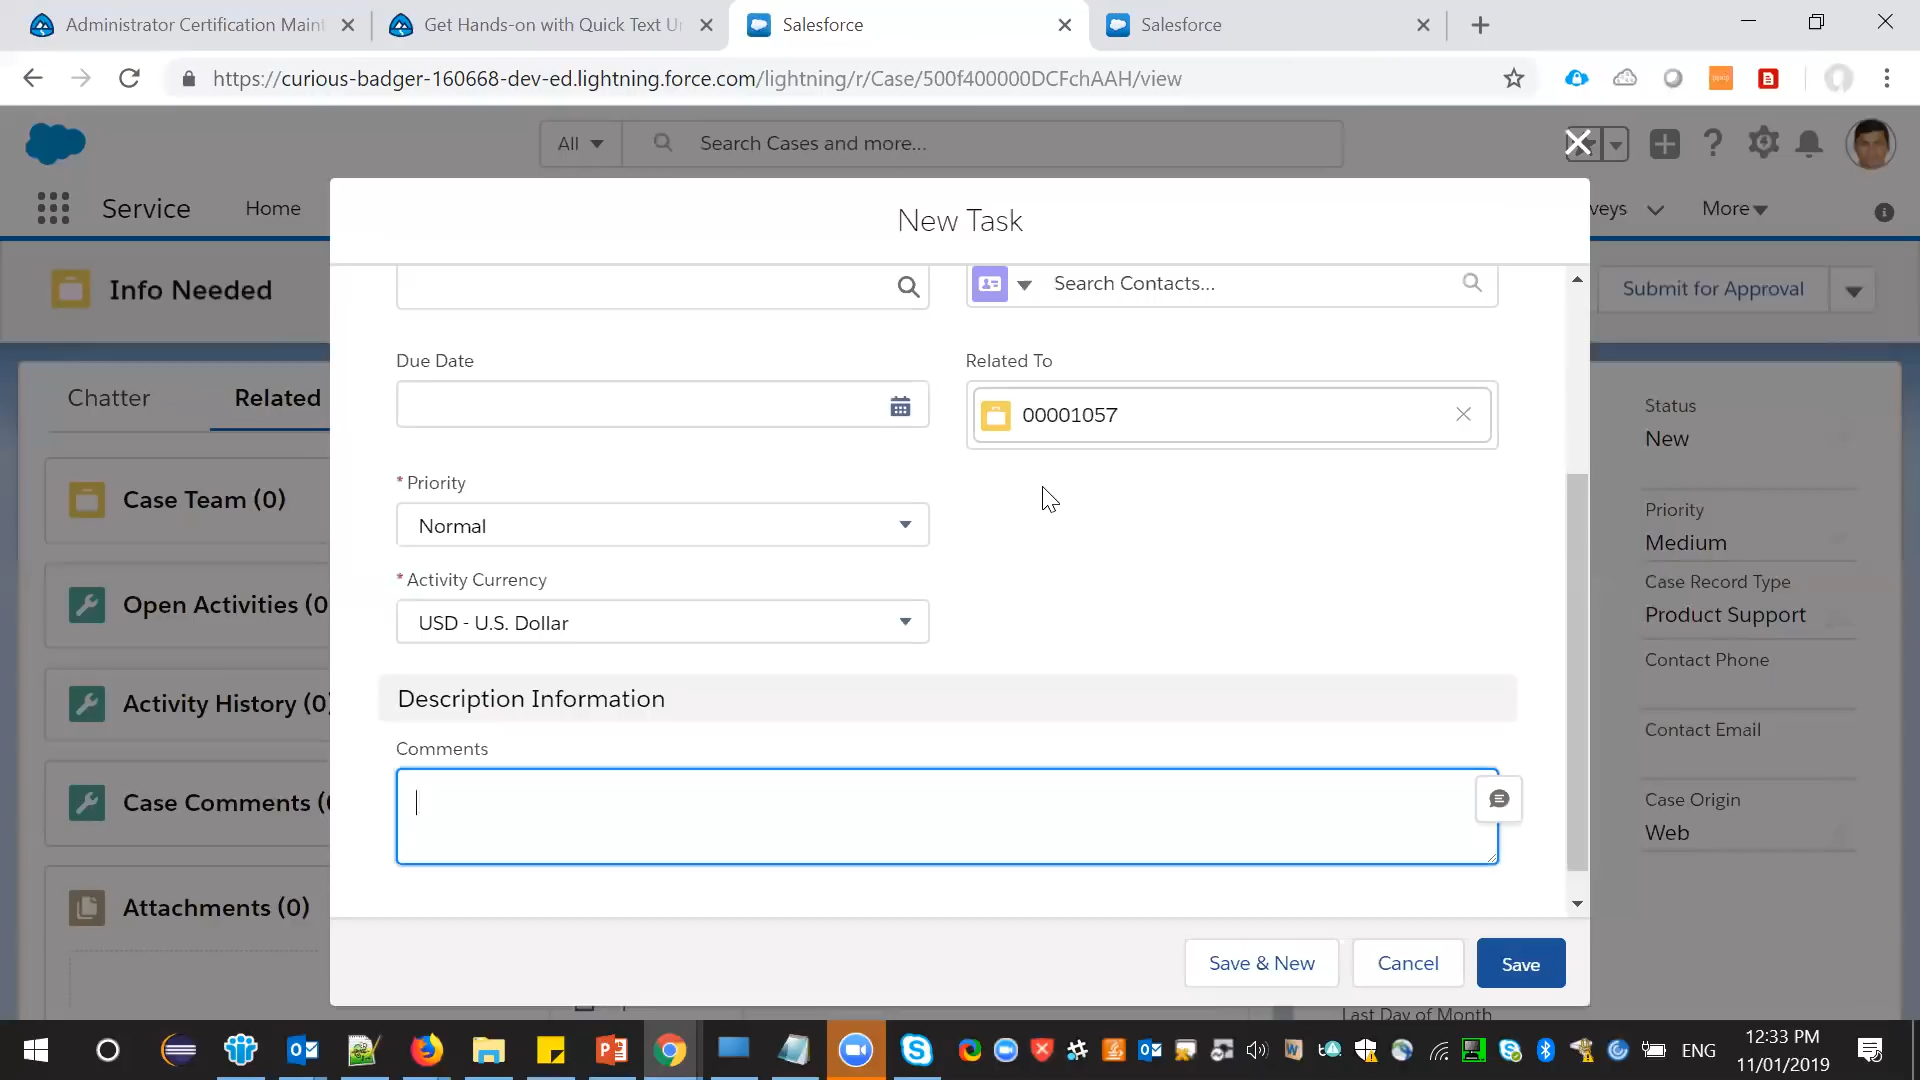 Administrator Certification Maint
Get Hands-on with Quick Text Ur
Salesforce
Salesforce
https://curious-badger-160668-dev-ed.lightning.force.com/lightning/r/Case/500f400000DCFchAAH/view
All
Search Cases and more...
Service
Home
veys
More
New Task
Info Needed
Submit for Approval
Search Contacts...
Due Date
Related To
00001057
Chatter
Related
Status
New
* Priority
Normal
Case Team (0)
Priority
Medium
* Activity Currency
USD - U.S. Dollar
Open Activities (0
Case Record Type
Product Support
Contact Phone
Description Information
Activity History (0)
Contact Email
Comments
Case Comments (
Case Origin
Web
Attachments (0)
Save & New
Cancel
Save
Last Day of Month
ENG
12:33 PM
11/01/2019